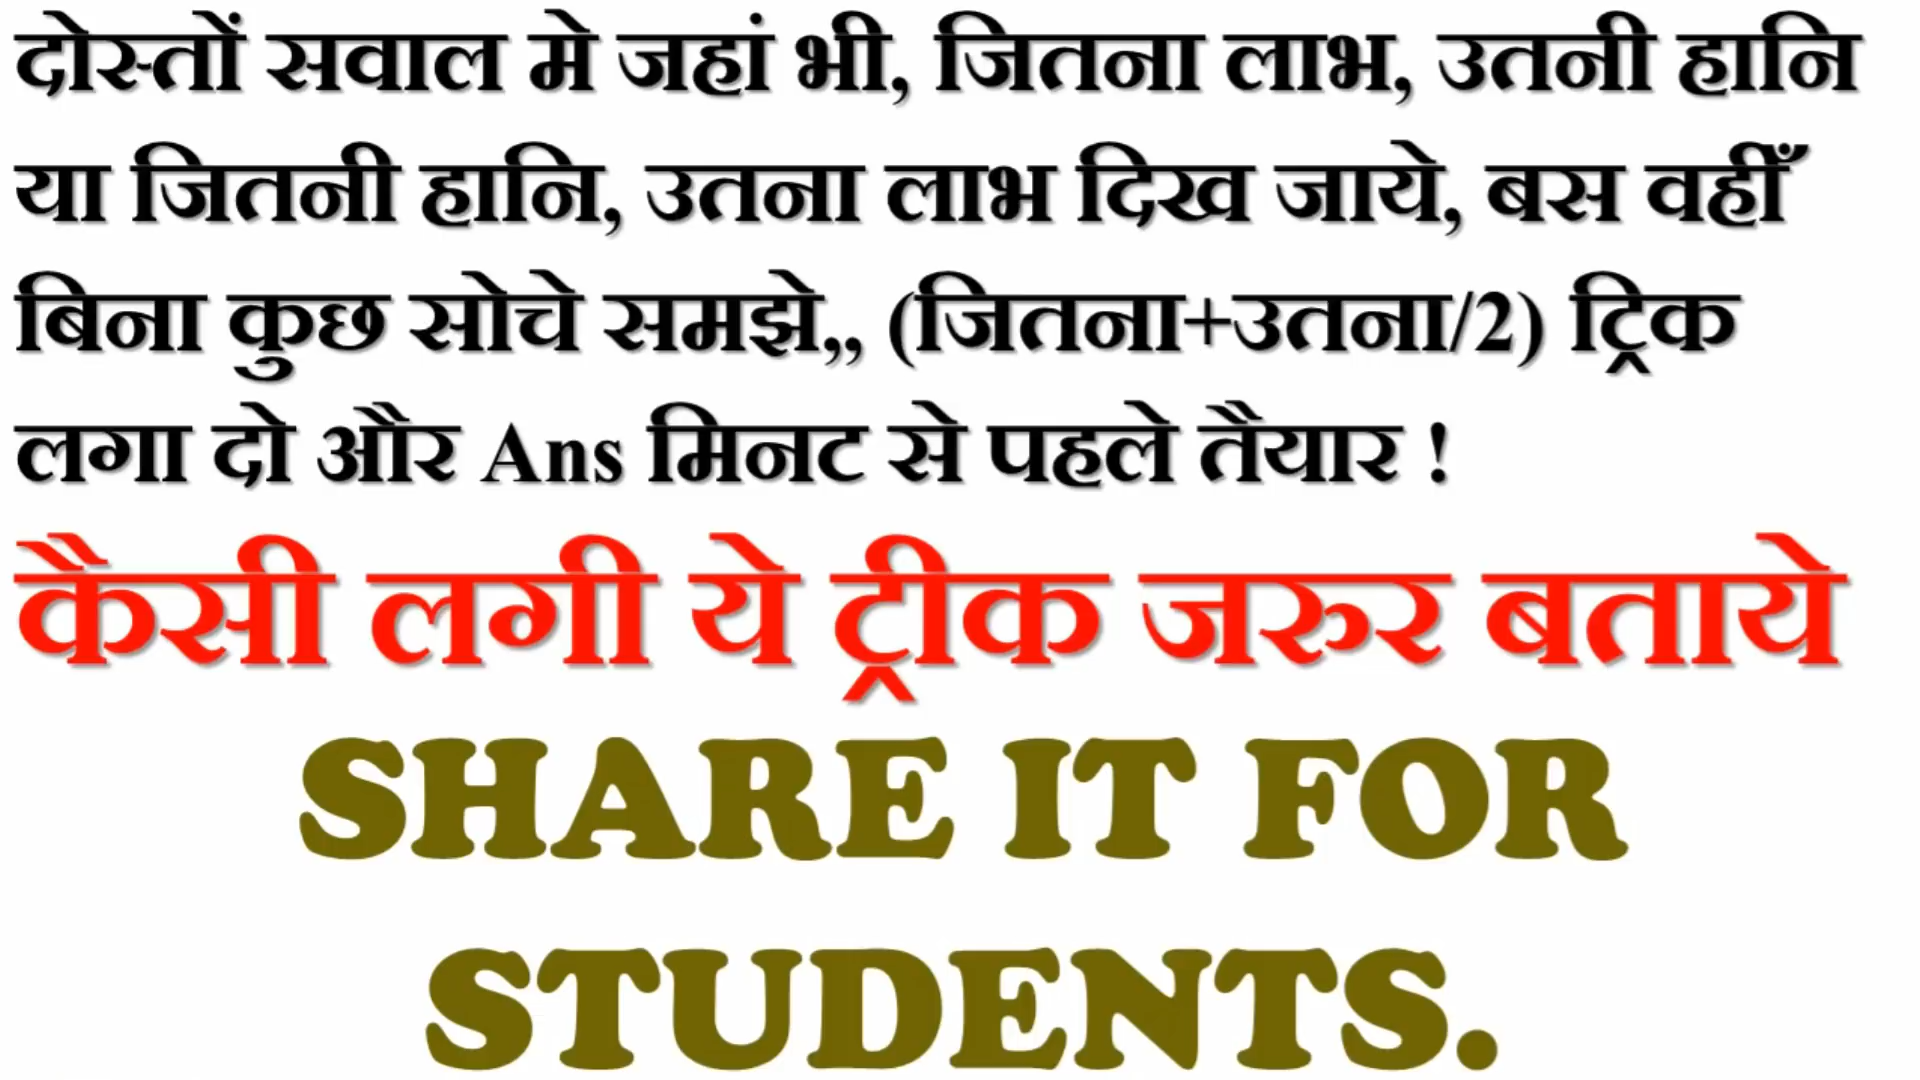 दोस्तों सवाल मे जहां भी, जितना लाभ, उतनी हानि
या जितनी हानि, उतना लाभ दिख जाये, बस वहीँ
बिना कुछ सोचे समझे,, (जितना+उतना/2) ट्रिक
लगा दो और Ans मिनट से पहले तैयार !
कैसी लगी ये ट्रीक जरुर बताये
SHARE IT FOR
STUDENTS.